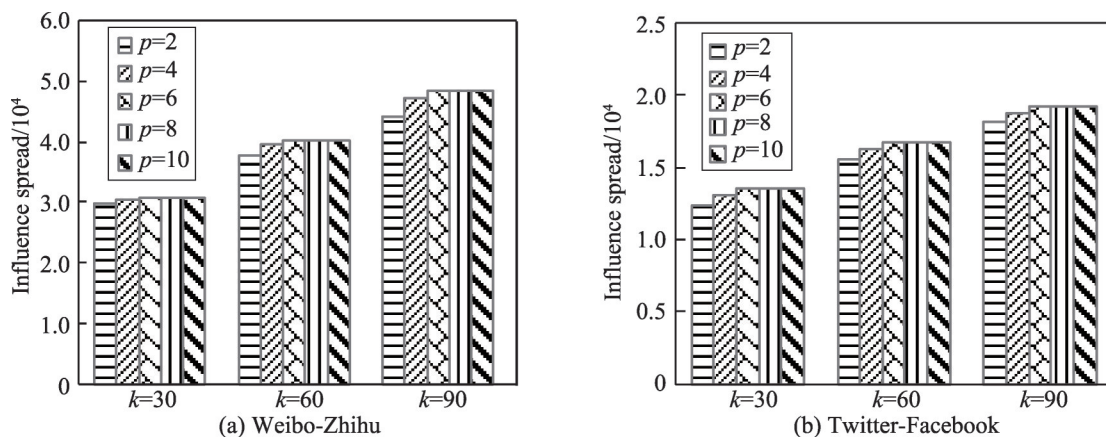 6.0
5.0
4.0
3.0
2.0
1.0
0
Influence spread/10⁴
p=2
p=4
p=6
p=8
p=10
k=30 k=60 k=90
(a) Weibo-Zhihu
2.5
2.0
1.5
1.0
0.5
0
Influence spread/10⁴
p=2
p=4
p=6
p=8
p=10
k=30 k=60 k=90
(b) Twitter-Facebook